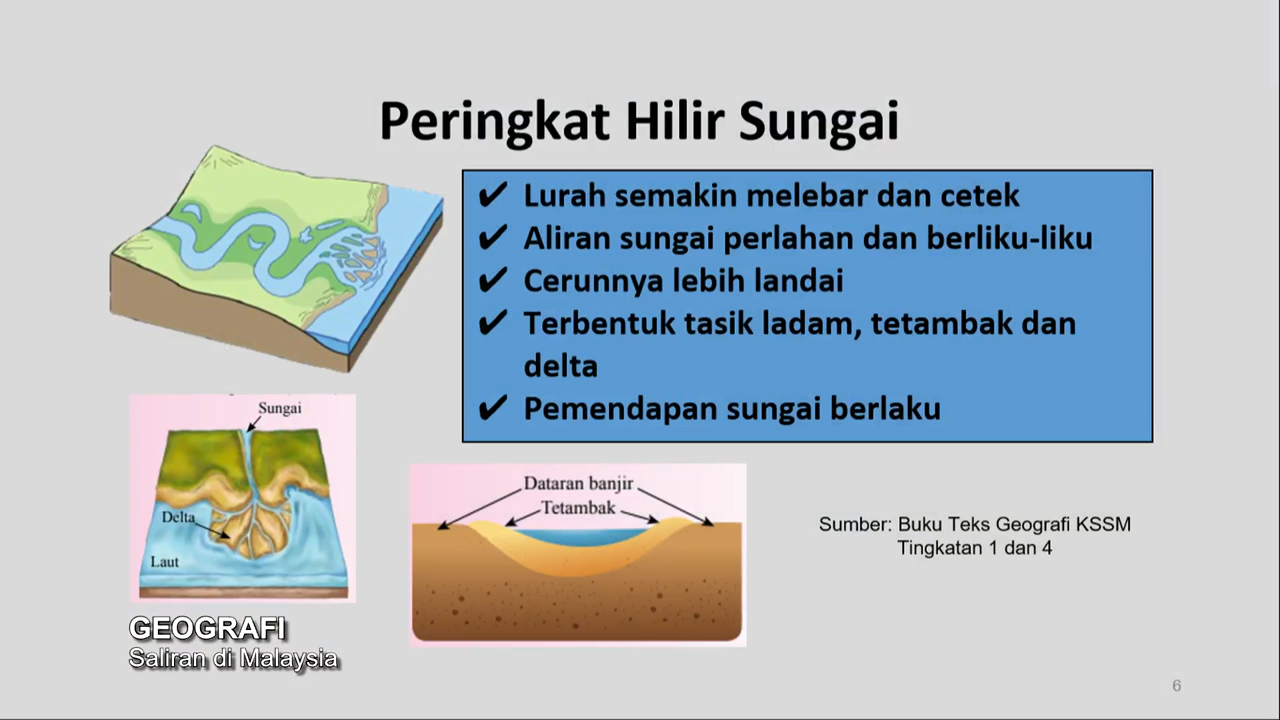 Peringkat Hilir Sungai
✔ Lurah semakin melebar dan cetek
✔ Aliran sungai perlahan dan berliku-liku
✔ Cerunnya lebih landai
✔ Terbentuk tasik ladam, tetambak dan
delta
✔ Pemendapan sungai berlaku
Sungai
Delta
Laut
Dataran banjir
Tetambak
Sumber: Buku Teks Geografi KSSM
Tingkatan 1 dan 4
GEOGRAFI
Saliran di Malaysia
6